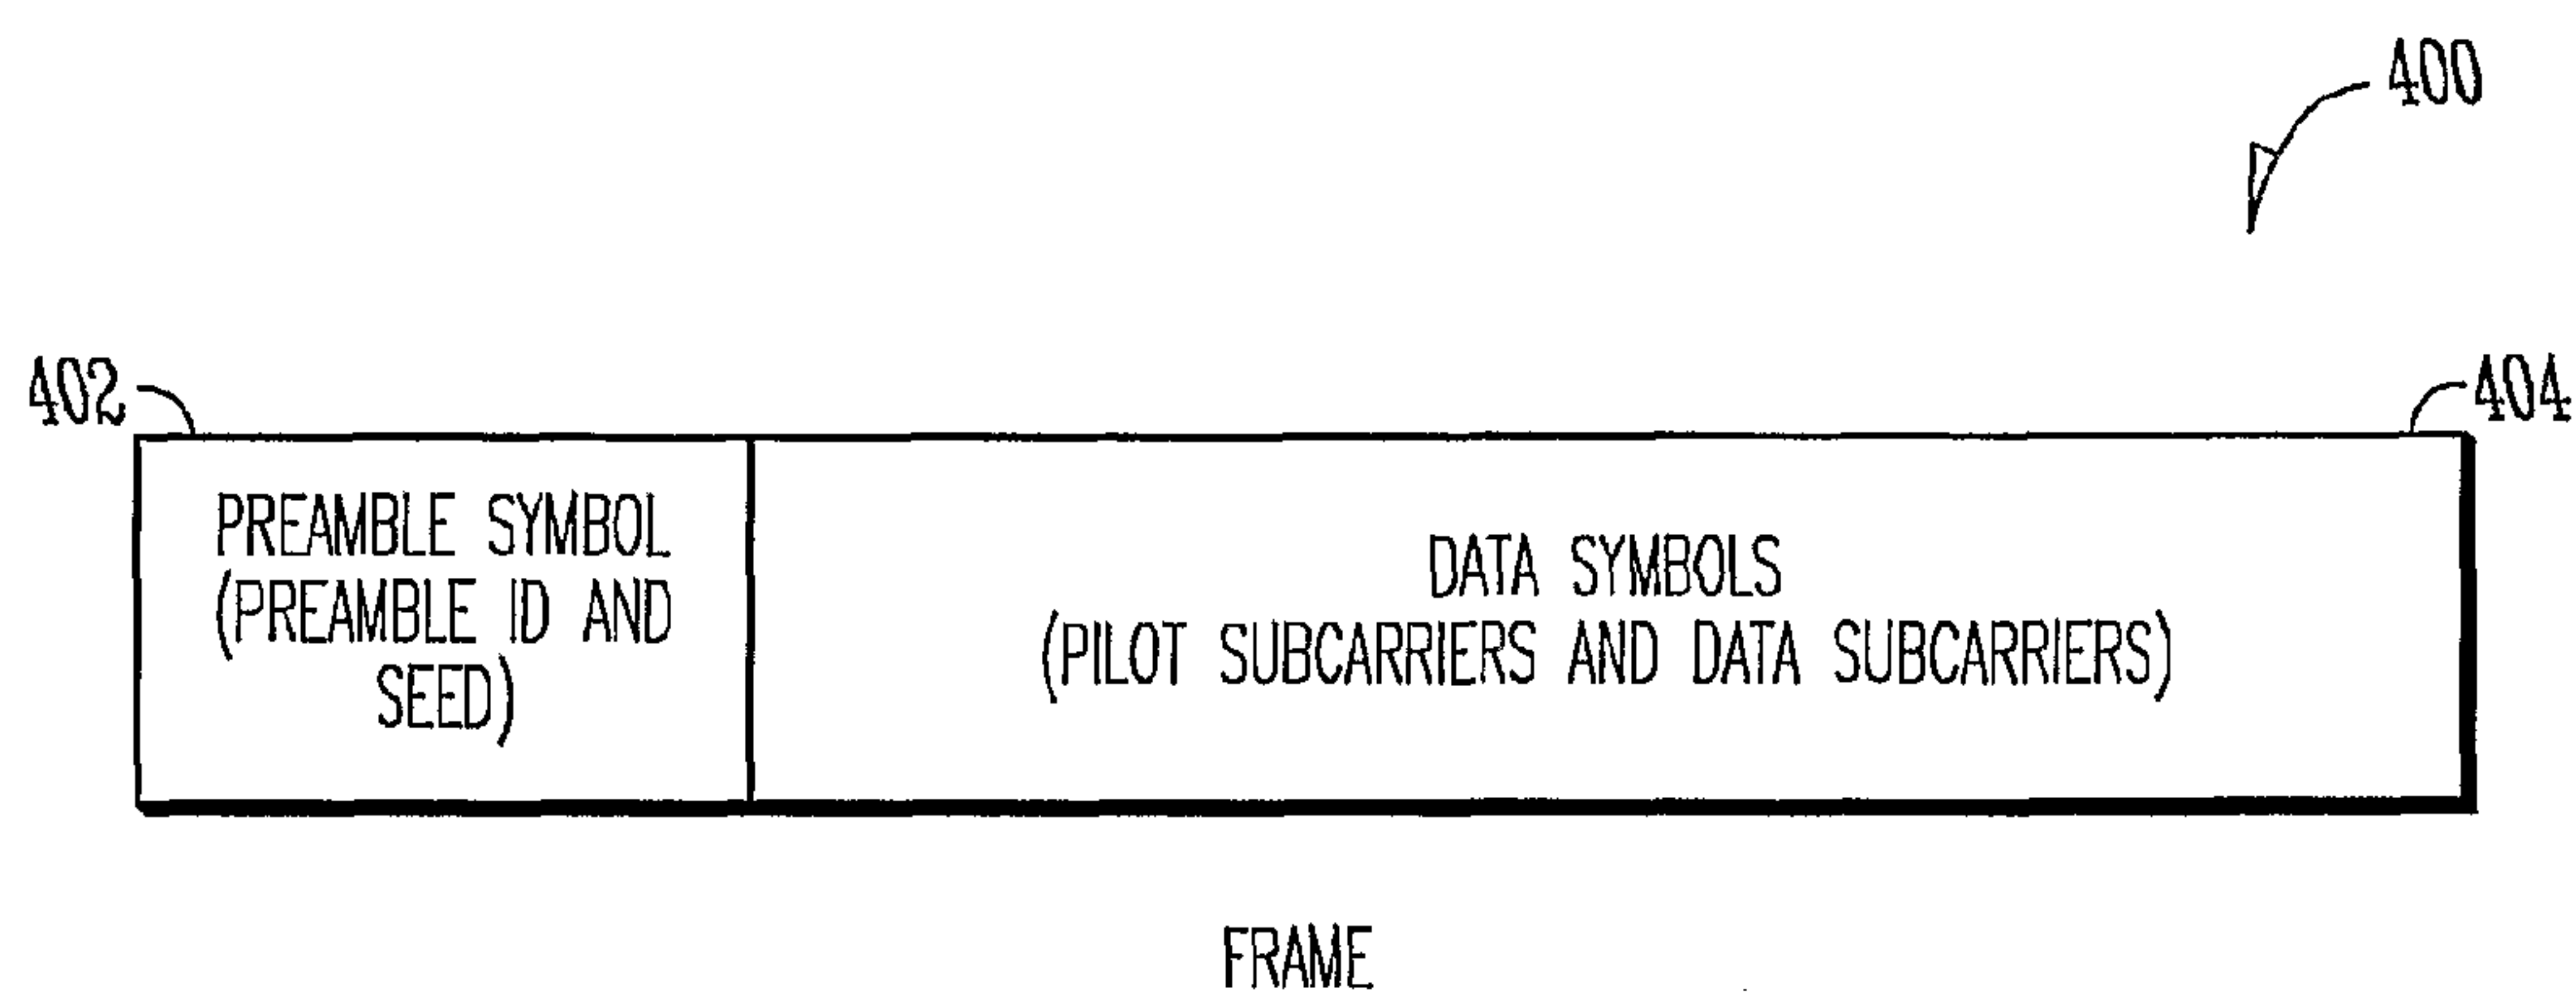 400
402
404
PREAMBLE SYMBOL
(PREAMBLE ID AND
SEED)
DATA SYMBOLS
(PILOT SUBCARRIERS AND DATA SUBCARRIERS)
FRAME